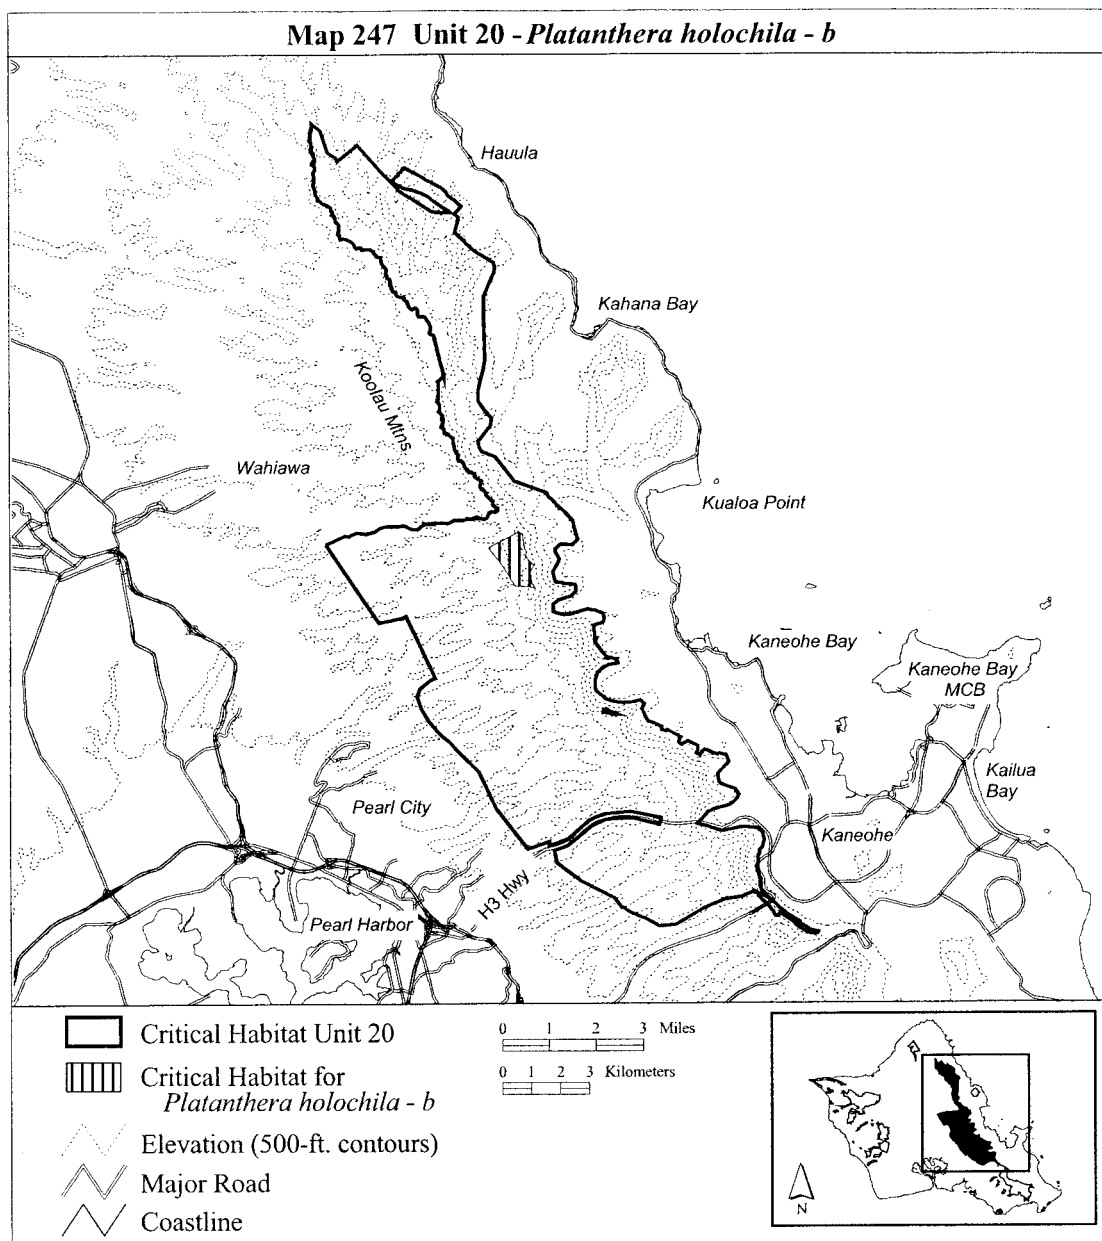 Map 247 Unit 20 - Platanthera holochila - b
Hauula
Kahana Bay
Koolau Mtns
Wahiawa
Kualoa Point
Kaneohe Bay
Kaneohe Bay
MCB
Kailua
Bay
Pearl City
Kaneohe
H3 Hwy
Pearl Harbor
Critical Habitat Unit 20
0 1 2 3 Miles
Critical Habitat for
Platanthera holochila - b
0 1 2 3 Kilometers
Elevation (500-ft. contours)
Major Road
Coastline
N